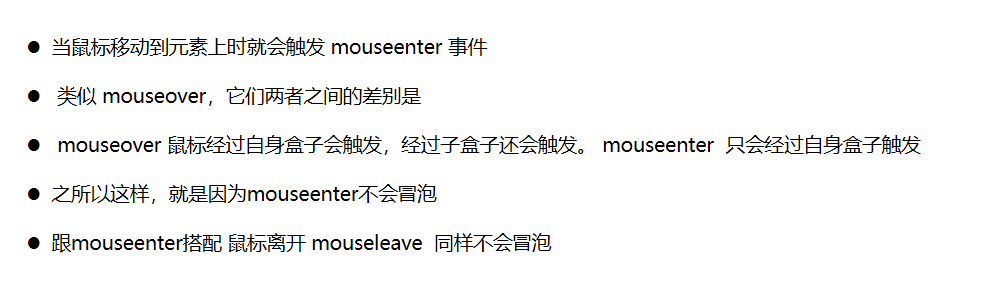 ● 当鼠标移动到元素上时就会触发 mouseenter 事件
● 类似 mouseover，它们两者之间的差别是
● mouseover 鼠标经过自身盒子会触发，经过子盒子还会触发。 mouseenter 只会经过自身盒子触发
● 之所以这样，就是因为mouseenter不会冒泡
● 跟mouseenter搭配 鼠标离开 mouseleave 同样不会冒泡